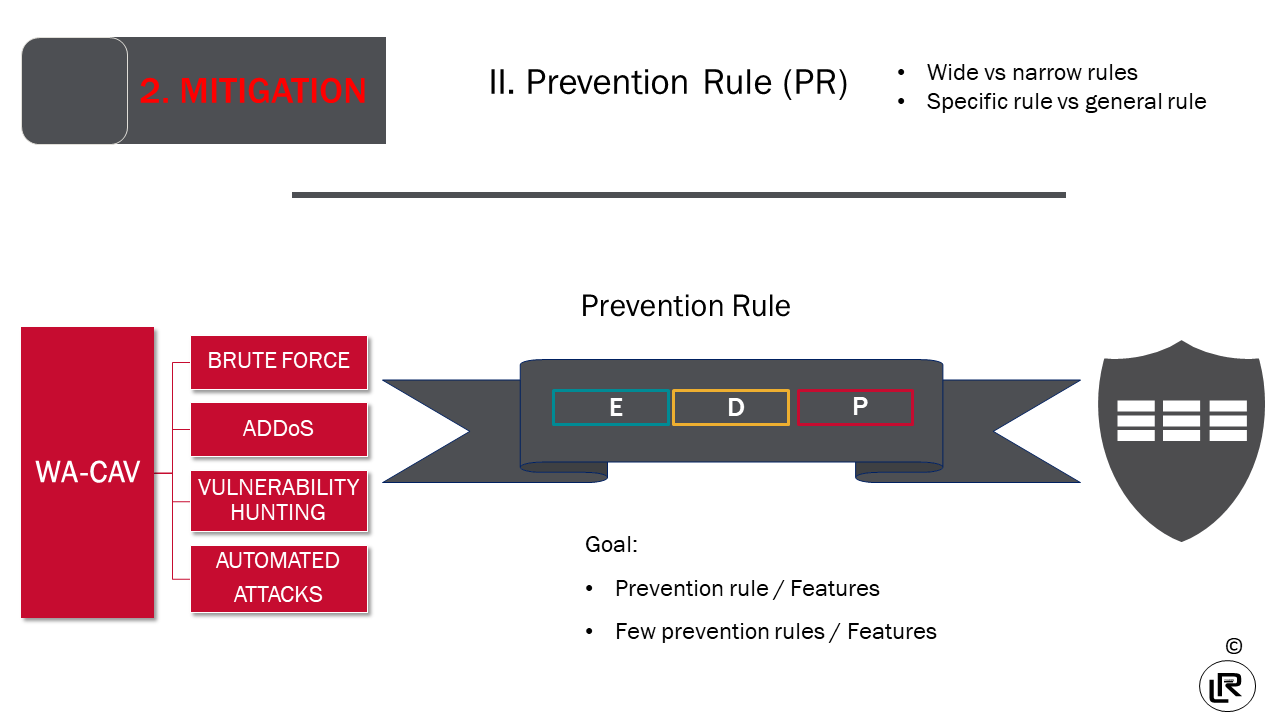 2. MITIGATION
II. Prevention Rule (PR)
• Wide vs narrow rules
• Specific rule vs general rule
Prevention Rule
WA-CAV
BRUTE FORCE
ADDoS
VULNERABILITY
HUNTING
AUTOMATED
ATTACKS
E D P
Goal:
• Prevention rule / Features
• Few prevention rules / Features
©
LR